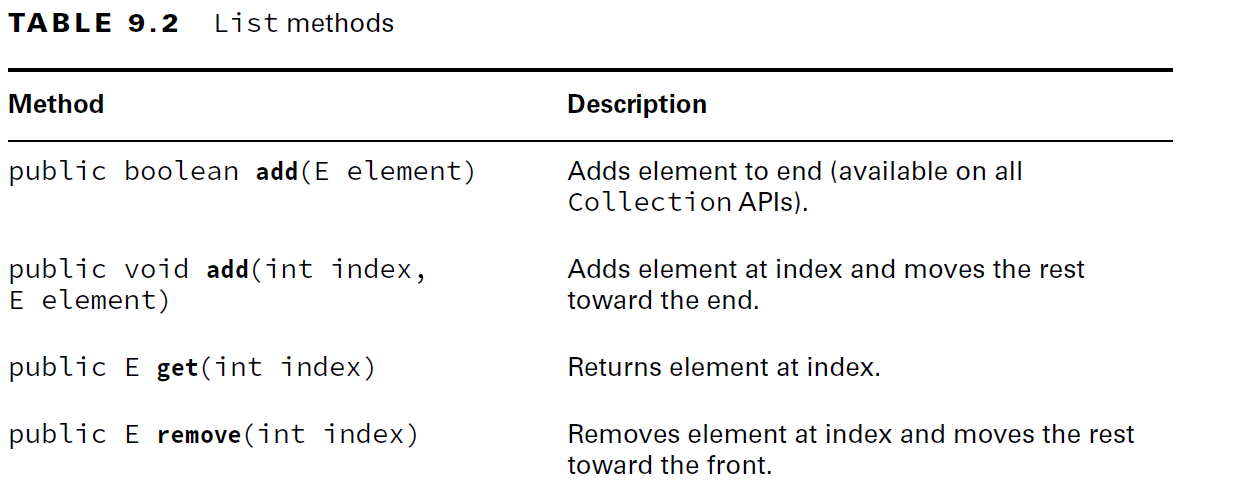 TABLE 9.2 List methods
Method Description
public boolean add(E element) Adds element to end (available on all
Collection APIs).
public void add(int index, Adds element at index and moves the rest
E element) toward the end.
public E get(int index) Returns element at index.
public E remove(int index) Removes element at index and moves the rest
toward the front.